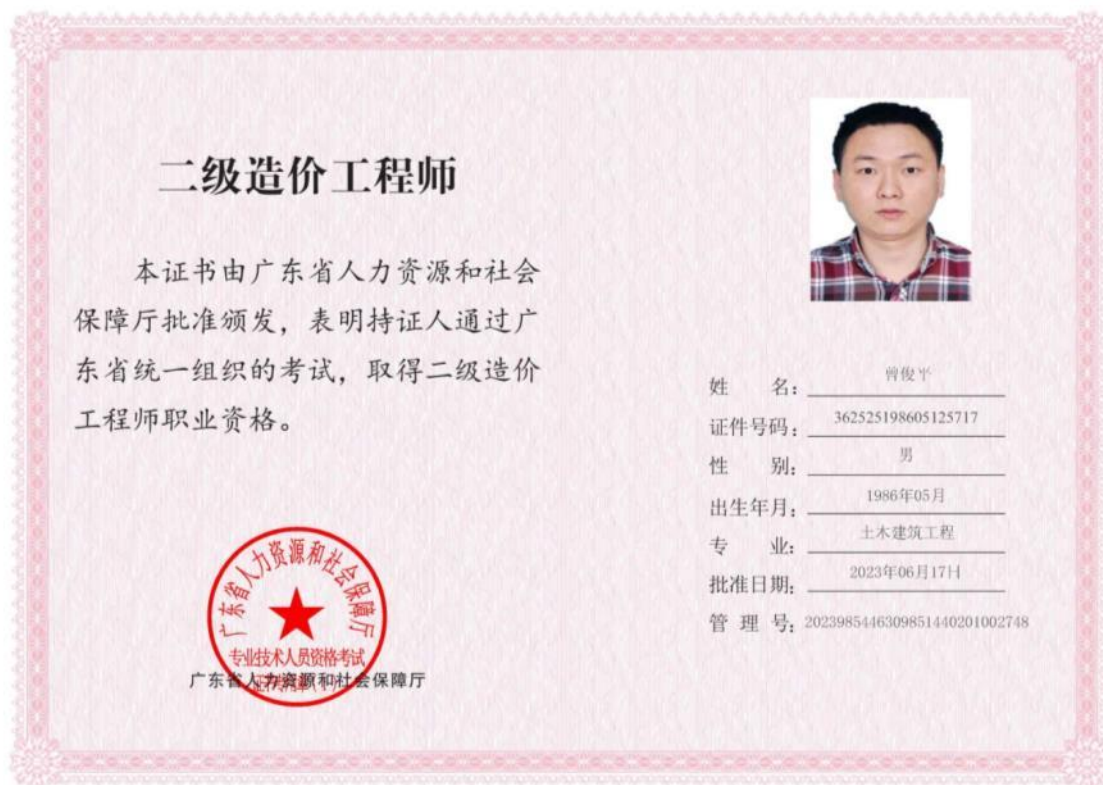 二级造价工程师
本证书由广东省人力资源和社会
保障厅批准颁发，表明持证人通过广
东省统一组织的考试，取得二级造价
工程师职业资格。
广东省人力资源和社会保障厅
专业技术人员资格考试
广东省人力资源和社会保障厅
姓 名：曾俊平
证件号码：362525198605125717
性 别：男
出生年月：1986年05月
专 业：土木建筑工程
批准日期：2023年06月17日
管 理 号：20239854463098514402010027​48